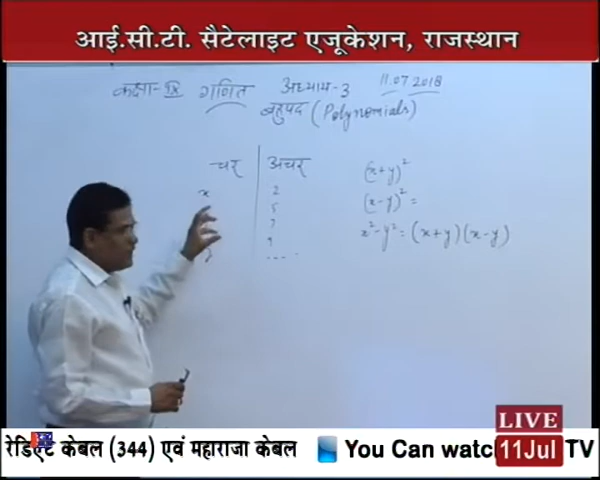 आई.सी.टी. सैटेलाइट एजूकेशन, राजस्थान
कक्षा-IX गणित अध्याय-3 11.07.2018
बहुपद (Polynomials)
चर अचर
x 2
5
7
9
(x+y)²
(x-y)² =
x²-y² = (x+y)(x-y)
LIVE
रेडिएंट केबल (344) एवं महाराजा केबल You Can watch 11Jul TV